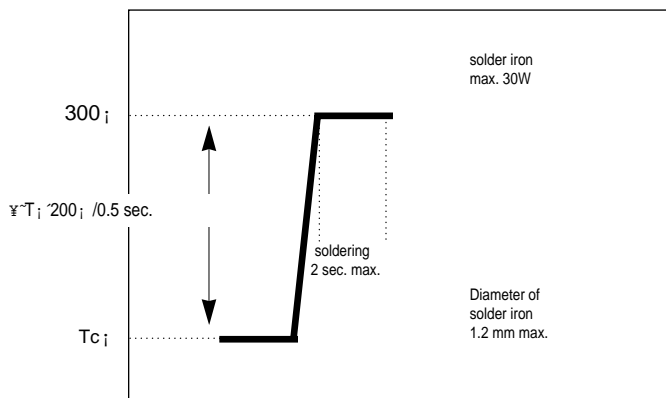 solder iron
max. 30W
300¡
¥˜T¡´200¡ /0.5 sec.
soldering
2 sec. max.
Diameter of
solder iron
1.2 mm max.
Tc¡